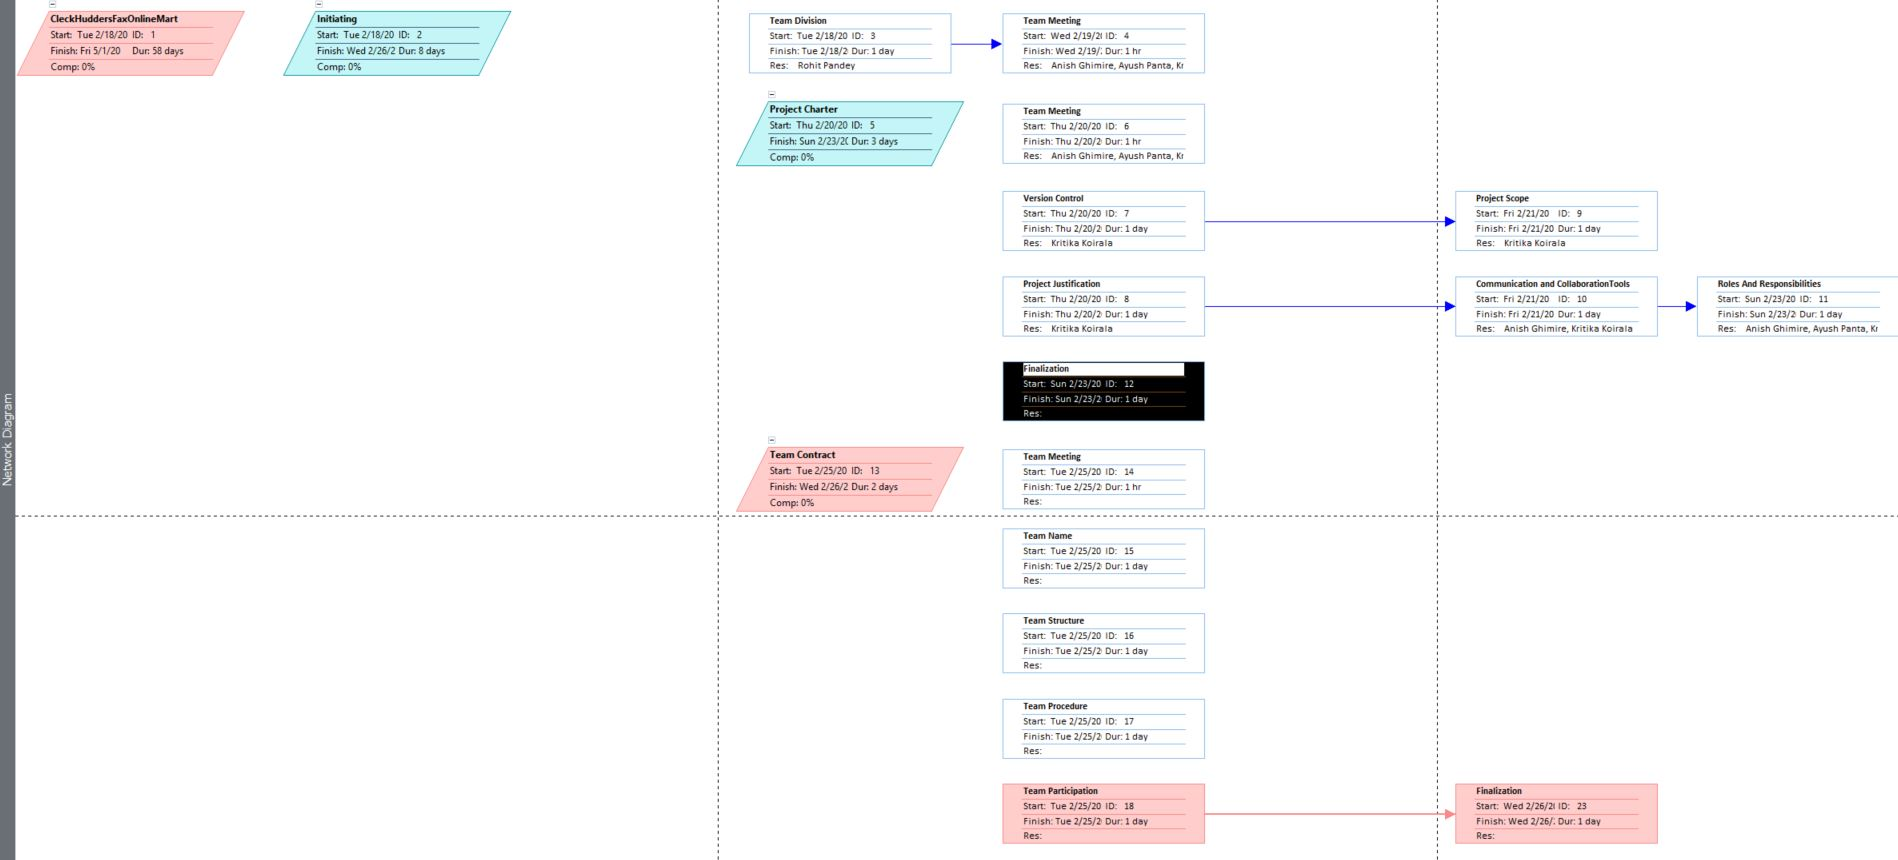 Network Diagram
CleckHuddersFaxOnlineMart
Start: Tue 2/18/20 ID: 1
Finish: Fri 5/1/20 Dur: 58 days
Comp: 0%
Initiating
Start: Tue 2/18/20 ID: 2
Finish: Wed 2/26/2 Dur: 8 days
Comp: 0%
Team Division
Start: Tue 2/18/20 ID: 3
Finish: Tue 2/18/2 Dur: 1 day
Res: Rohit Pandey
Team Meeting
Start: Wed 2/19/2 ID: 4
Finish: Wed 2/19/ Dur: 1 hr
Res: Anish Ghimire, Ayush Panta, Kr
Project Charter
Start: Thu 2/20/20 ID: 5
Finish: Sun 2/23/2 Dur: 3 days
Comp: 0%
Team Meeting
Start: Thu 2/20/20 ID: 6
Finish: Thu 2/20/2 Dur: 1 hr
Res: Anish Ghimire, Ayush Panta, Kr
Version Control
Start: Thu 2/20/20 ID: 7
Finish: Thu 2/20/2 Dur: 1 day
Res: Kritika Koirala
Project Scope
Start: Fri 2/21/20 ID: 9
Finish: Fri 2/21/20 Dur: 1 day
Res: Kritika Koirala
Project Justification
Start: Thu 2/20/20 ID: 8
Finish: Thu 2/20/2 Dur: 1 day
Res: Kritika Koirala
Communication and CollaborationTools
Start: Fri 2/21/20 ID: 10
Finish: Fri 2/21/20 Dur: 1 day
Res: Anish Ghimire, Kritika Koirala
Roles And Responsibilities
Start: Sun 2/23/20 ID: 11
Finish: Sun 2/23/2 Dur: 1 day
Res: Anish Ghimire, Ayush Panta, Kr
Finalization
Start: Sun 2/23/20 ID: 12
Finish: Sun 2/23/2 Dur: 1 day
Res:
Team Contract
Start: Tue 2/25/20 ID: 13
Finish: Wed 2/26/2 Dur: 2 days
Comp: 0%
Team Meeting
Start: Tue 2/25/20 ID: 14
Finish: Tue 2/25/2 Dur: 1 hr
Res:
Team Name
Start: Tue 2/25/20 ID: 15
Finish: Tue 2/25/2 Dur: 1 day
Res:
Team Structure
Start: Tue 2/25/20 ID: 16
Finish: Tue 2/25/2 Dur: 1 day
Res:
Team Procedure
Start: Tue 2/25/20 ID: 17
Finish: Tue 2/25/2 Dur: 1 day
Res:
Team Participation
Start: Tue 2/25/20 ID: 18
Finish: Tue 2/25/2 Dur: 1 day
Res:
Finalization
Start: Wed 2/26/2 ID: 23
Finish: Wed 2/26/ Dur: 1 day
Res: